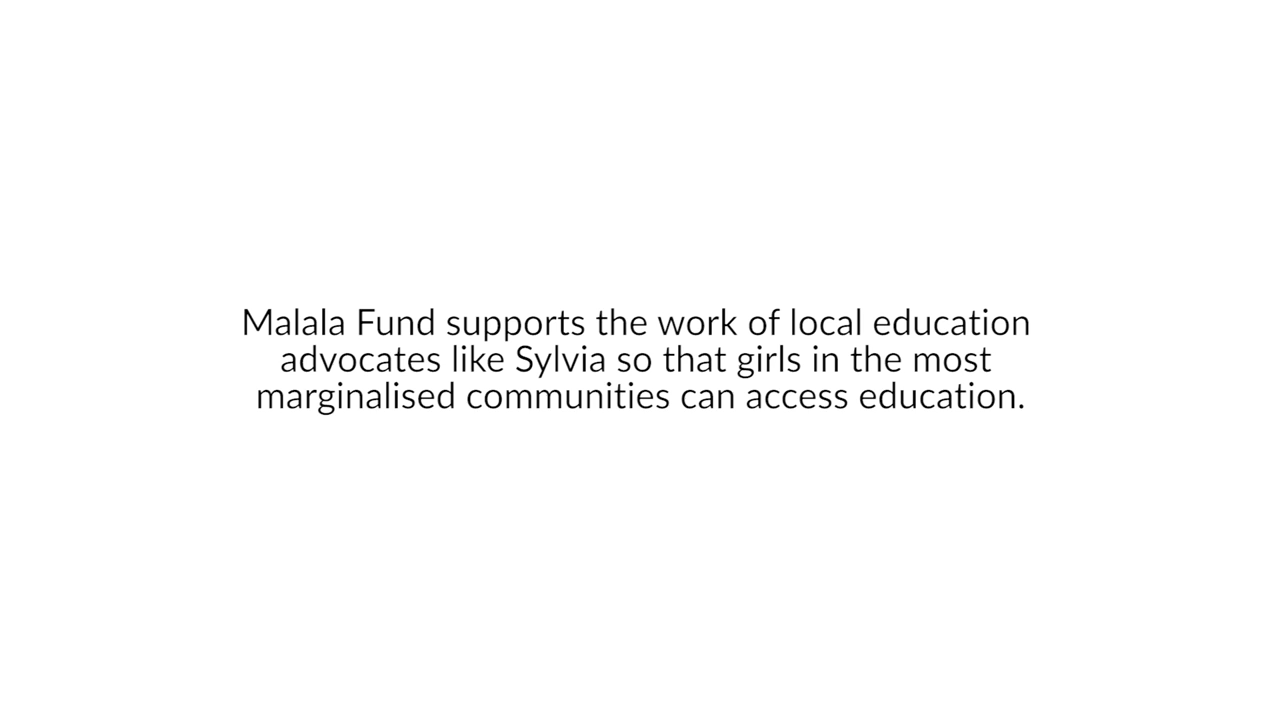 Malala Fund supports the work of local education
advocates like Sylvia so that girls in the most
marginalised communities can access education.